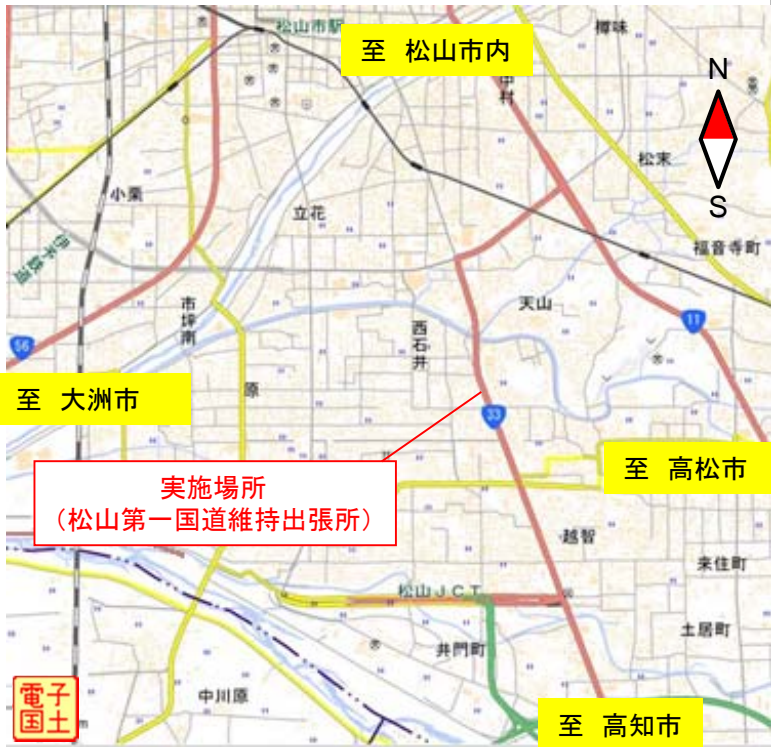 松山市駅
至 松山市内
樽味
中村
N
S
松末
小栗
立花
福音寺町
伊予鉄道
市坪南
西石井
天山
11
56
至 大洲市
原
33
実施場所
(松山第一国道維持出張所)
至 高松市
越智
来住町
松山JCT
土居町
井門町
中川原
電子
国土
至 高知市